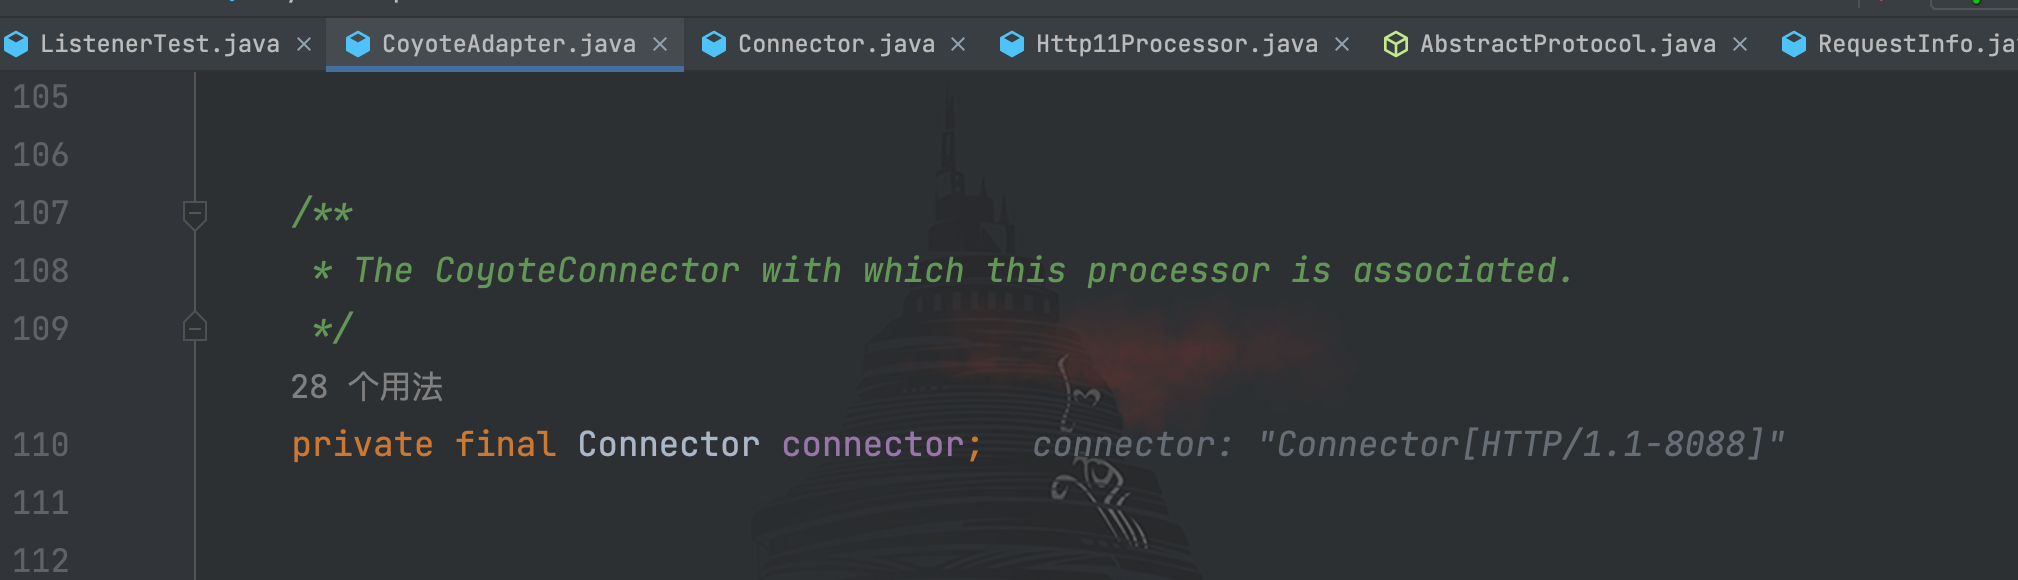 ListenerTest.java CoyoteAdapter.java Connector.java Http11Processor.java AbstractProtocol.java RequestInfo.ja
105
106
107 /**
108 * The CoyoteConnector with which this processor is associated.
109 */
28 个用法
110 private final Connector connector; connector: "Connector[HTTP/1.1-8088]"
111
112